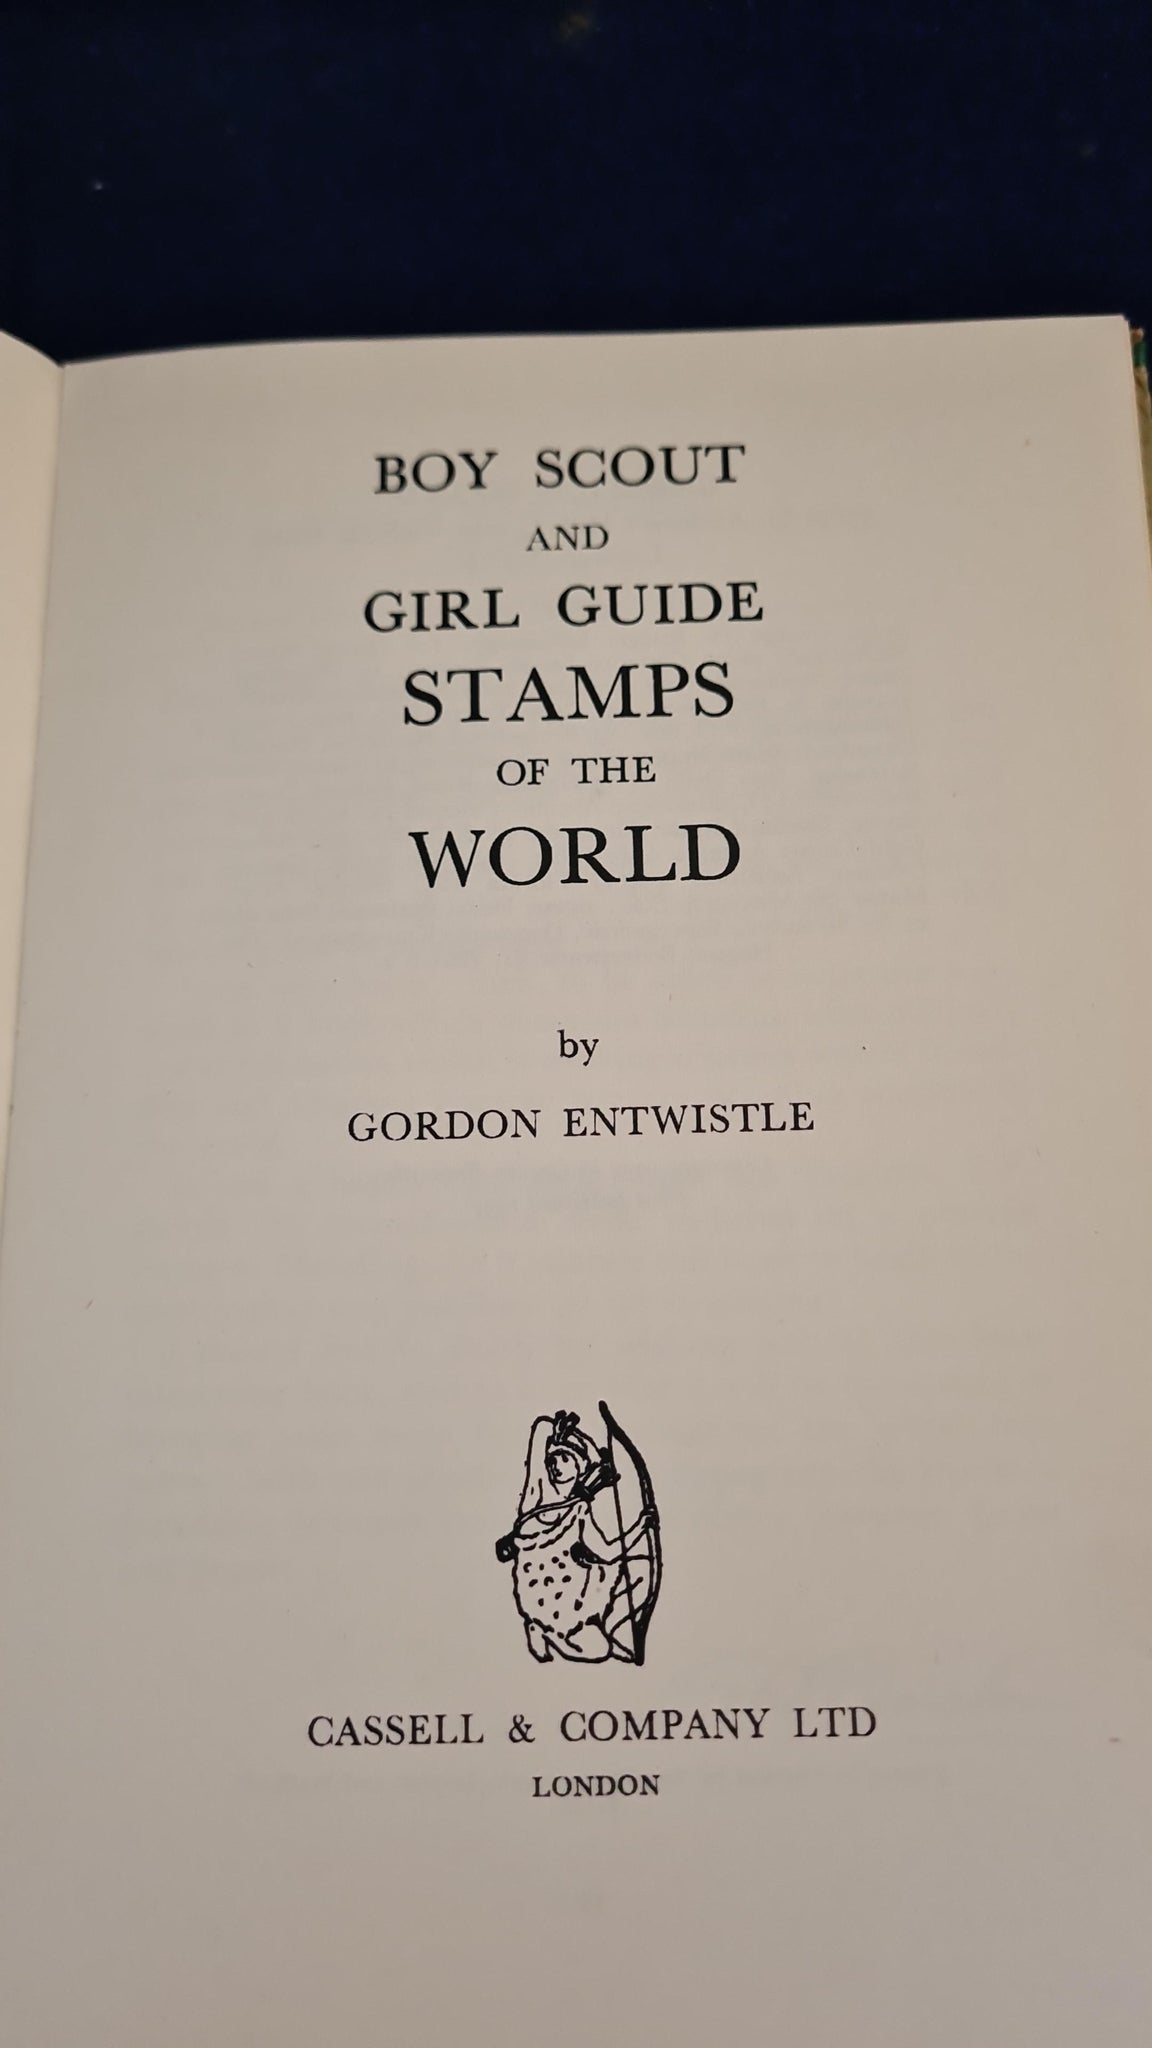 BOY SCOUT
AND
GIRL GUIDE
STAMPS
OF THE
WORLD
by
GORDON ENTWISTLE
CASSELL & COMPANY LTD
LONDON